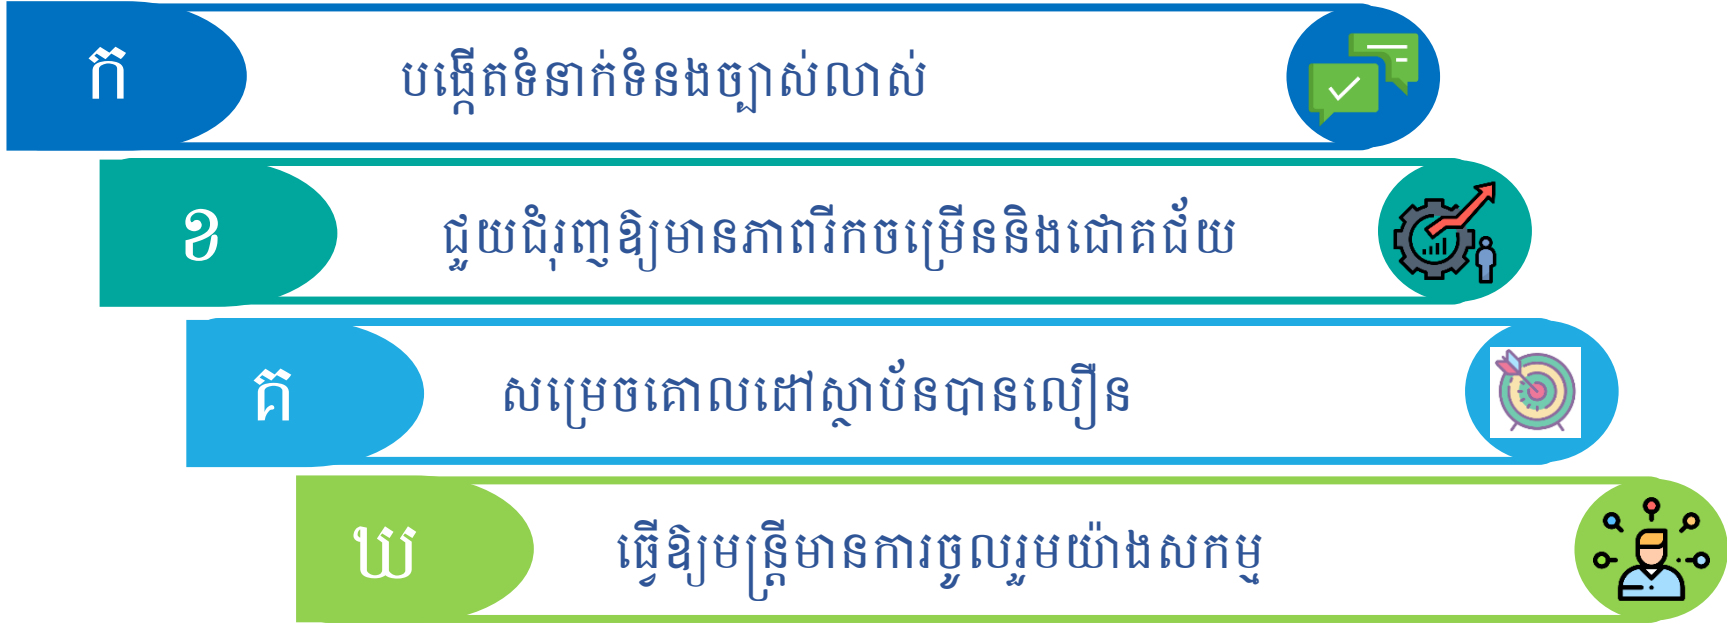 ក
បង្កើតទំនាក់ទំនងច្បាស់លាស់
ខ
ជួយជំរុញឱ្យមានភាពរីកចម្រើននិងជោគជ័យ
គ
សម្រេចគោលដៅស្ថាប័នបានលឿន
ឃ
ធ្វើឱ្យមន្ត្រីមានការចូលរួមយ៉ាងសកម្ម